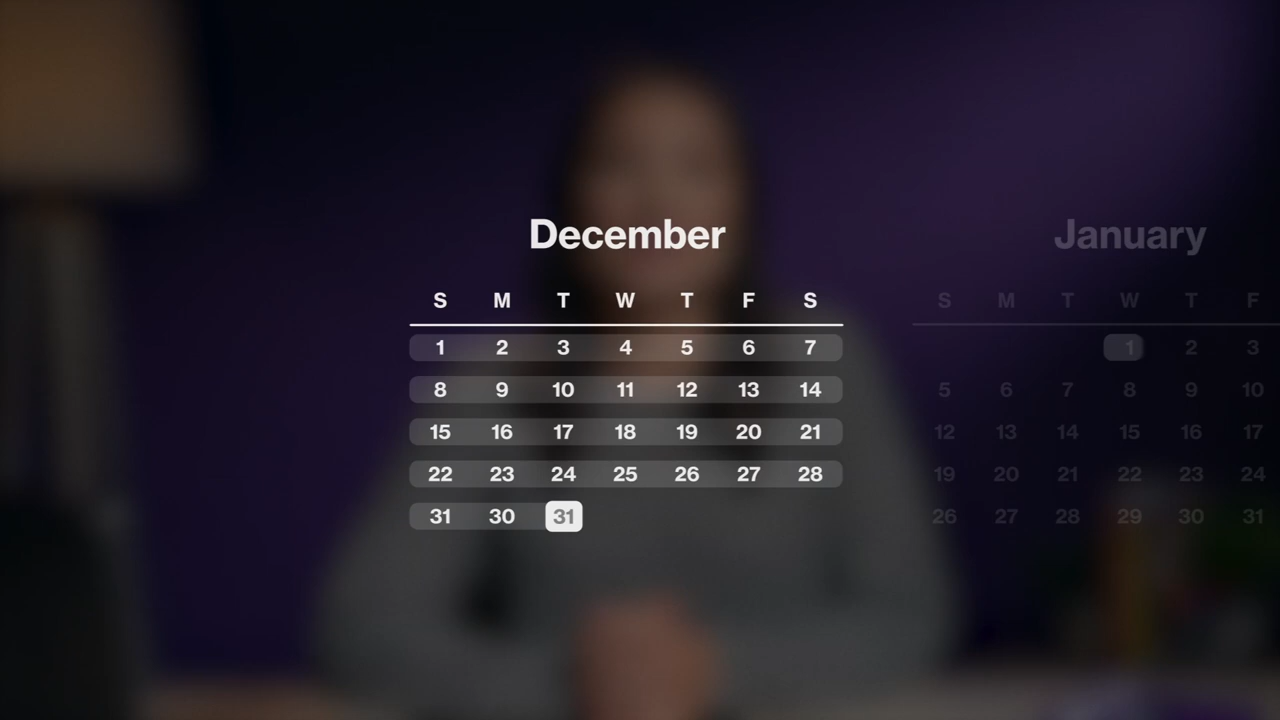 December
S M T W T F S
1 2 3 4 5 6 7
8 9 10 11 12 13 14
15 16 17 18 19 20 21
22 23 24 25 26 27 28
31 30 31
January
S M T W T F
1 2 3
5 6 7 8 9 10
12 13 14 15 16 17
19 20 21 22 23 24
26 27 28 29 30 31